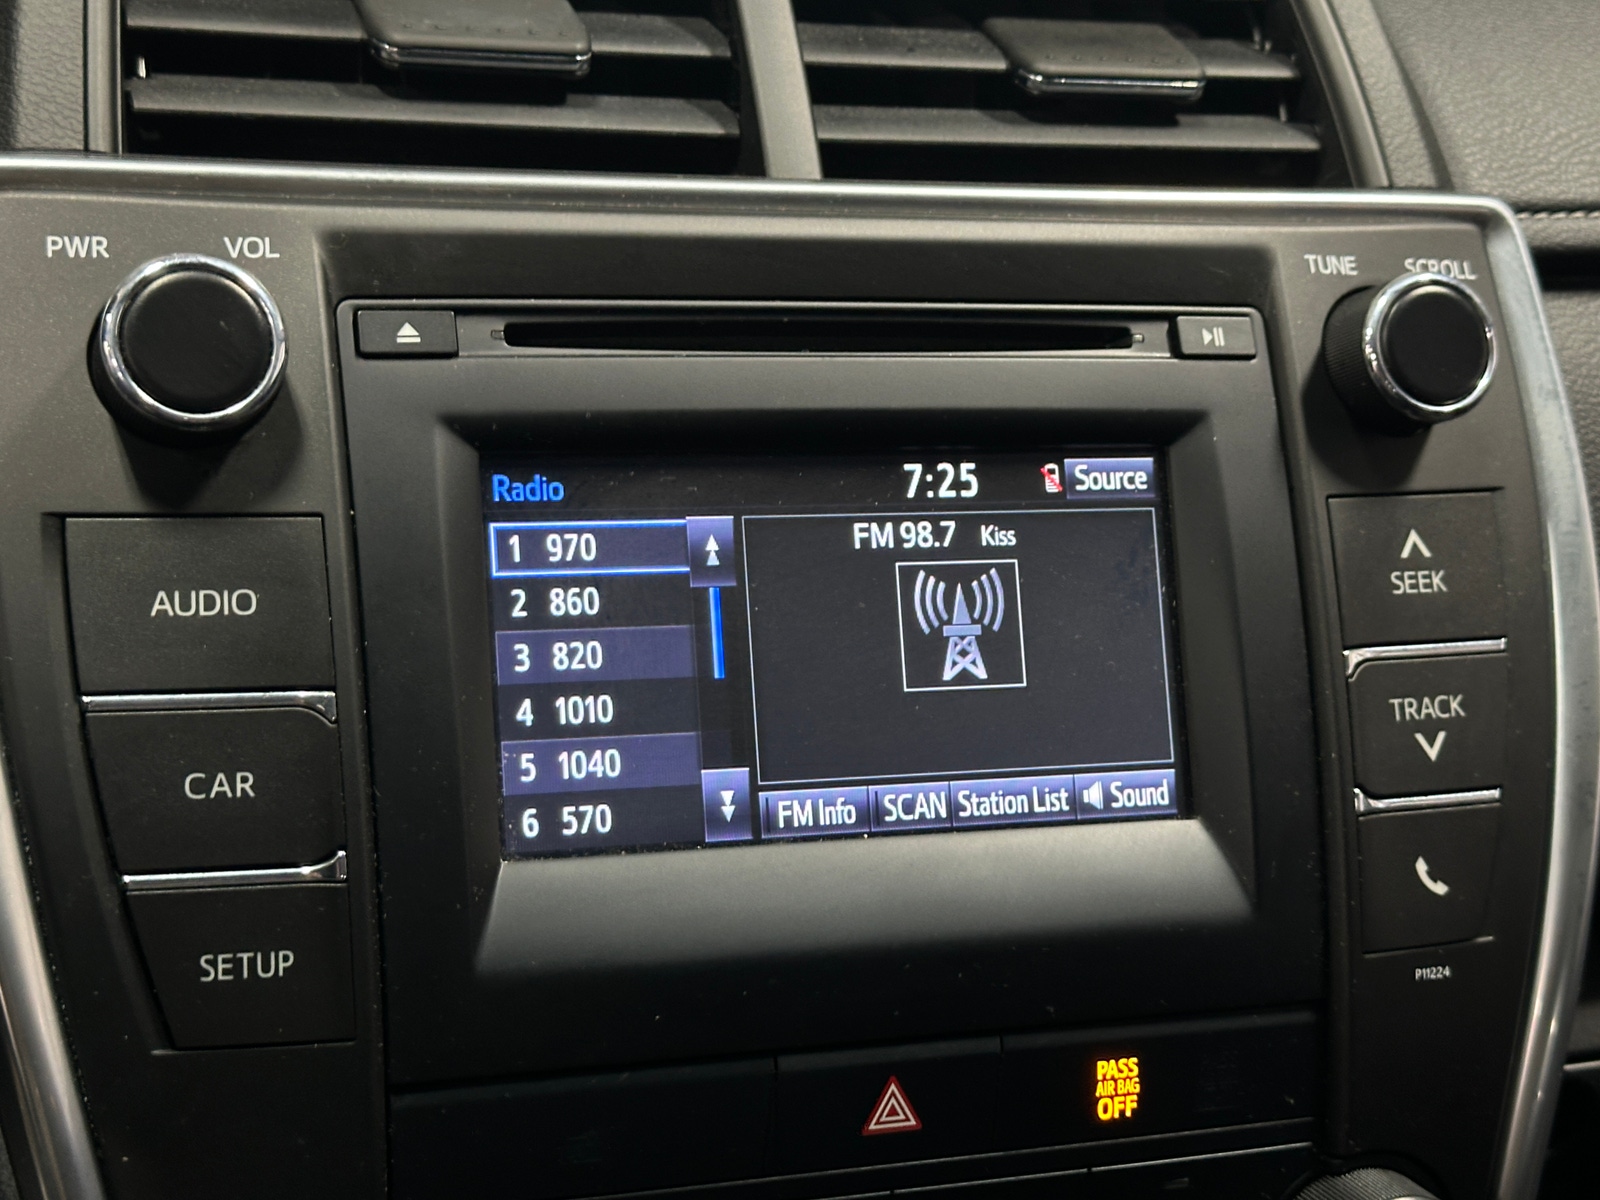 PWR VOL
TUNE SCROLL
Radio 7:25 Source
FM 98.7 Kiss
1 970
2 860
3 820
4 1010
5 1040
6 570
FM Info SCAN Station List Sound
AUDIO
CAR
SETUP
SEEK
TRACK
P11224
PASS
AIR BAG
OFF